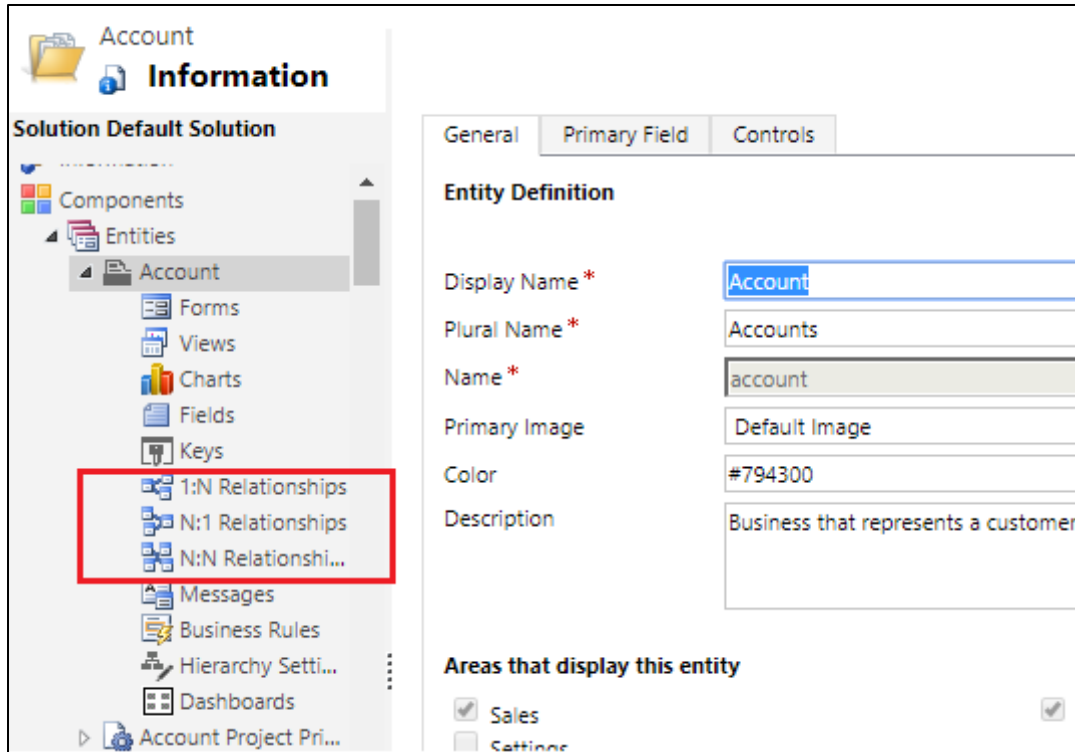 Account
Information
Solution Default Solution
Components
Entities
Account
Forms
Views
Charts
Fields
Keys
1:N Relationships
N:1 Relationships
N:N Relationshi...
Messages
Business Rules
Hierarchy Setti...
Dashboards
Account Project Pri...
General Primary Field Controls
Entity Definition
Display Name * Account
Plural Name * Accounts
Name * account
Primary Image Default Image
Color #794300
Description Business that represents a customer
Areas that display this entity
Sales
Settings